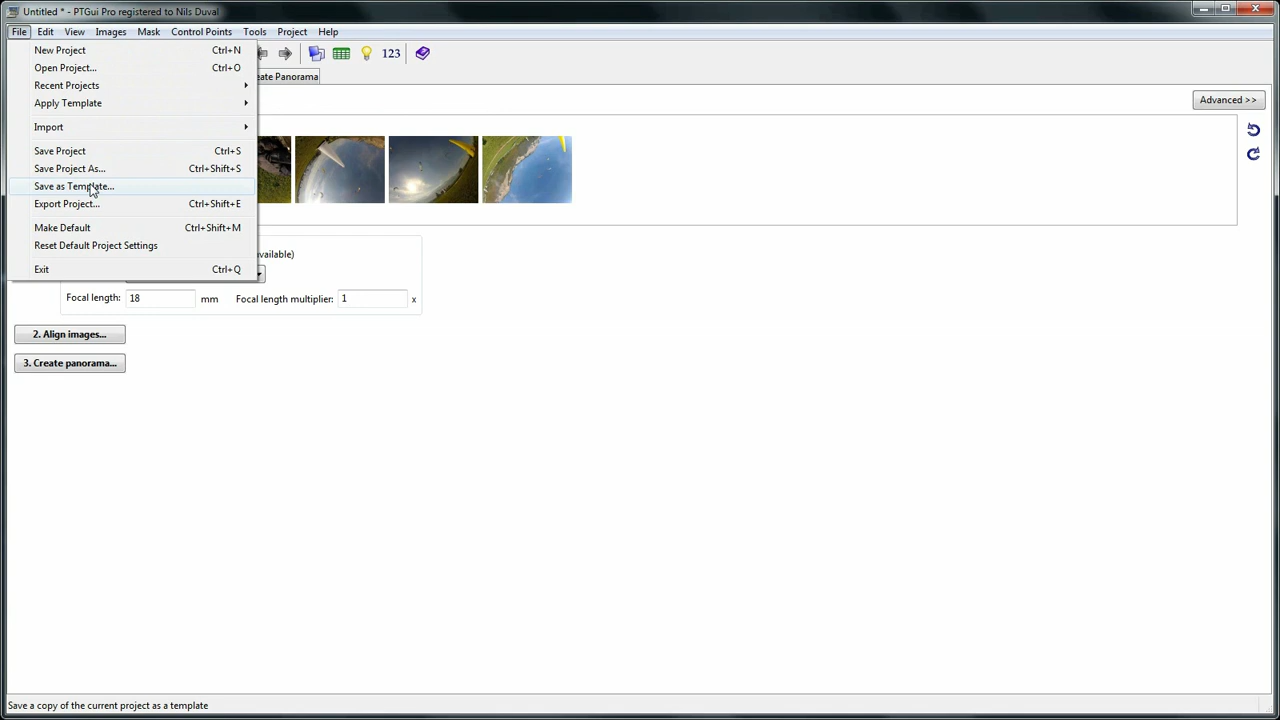 Untitled * - PTGui Pro registered to Nils Duval
File Edit View Images Mask Control Points Tools Project Help
New Project Ctrl+N
Open Project... Ctrl+O
Recent Projects
Apply Template
Import
Save Project Ctrl+S
Save Project As... Ctrl+Shift+S
Save as Template...
Export Project... Ctrl+Shift+E
Make Default Ctrl+Shift+M
Reset Default Project Settings
Exit Ctrl+Q
123
eate Panorama
Advanced >>
vailable)
Focal length: 18 mm Focal length multiplier: 1 x
2. Align images...
3. Create panorama...
Save a copy of the current project as a template